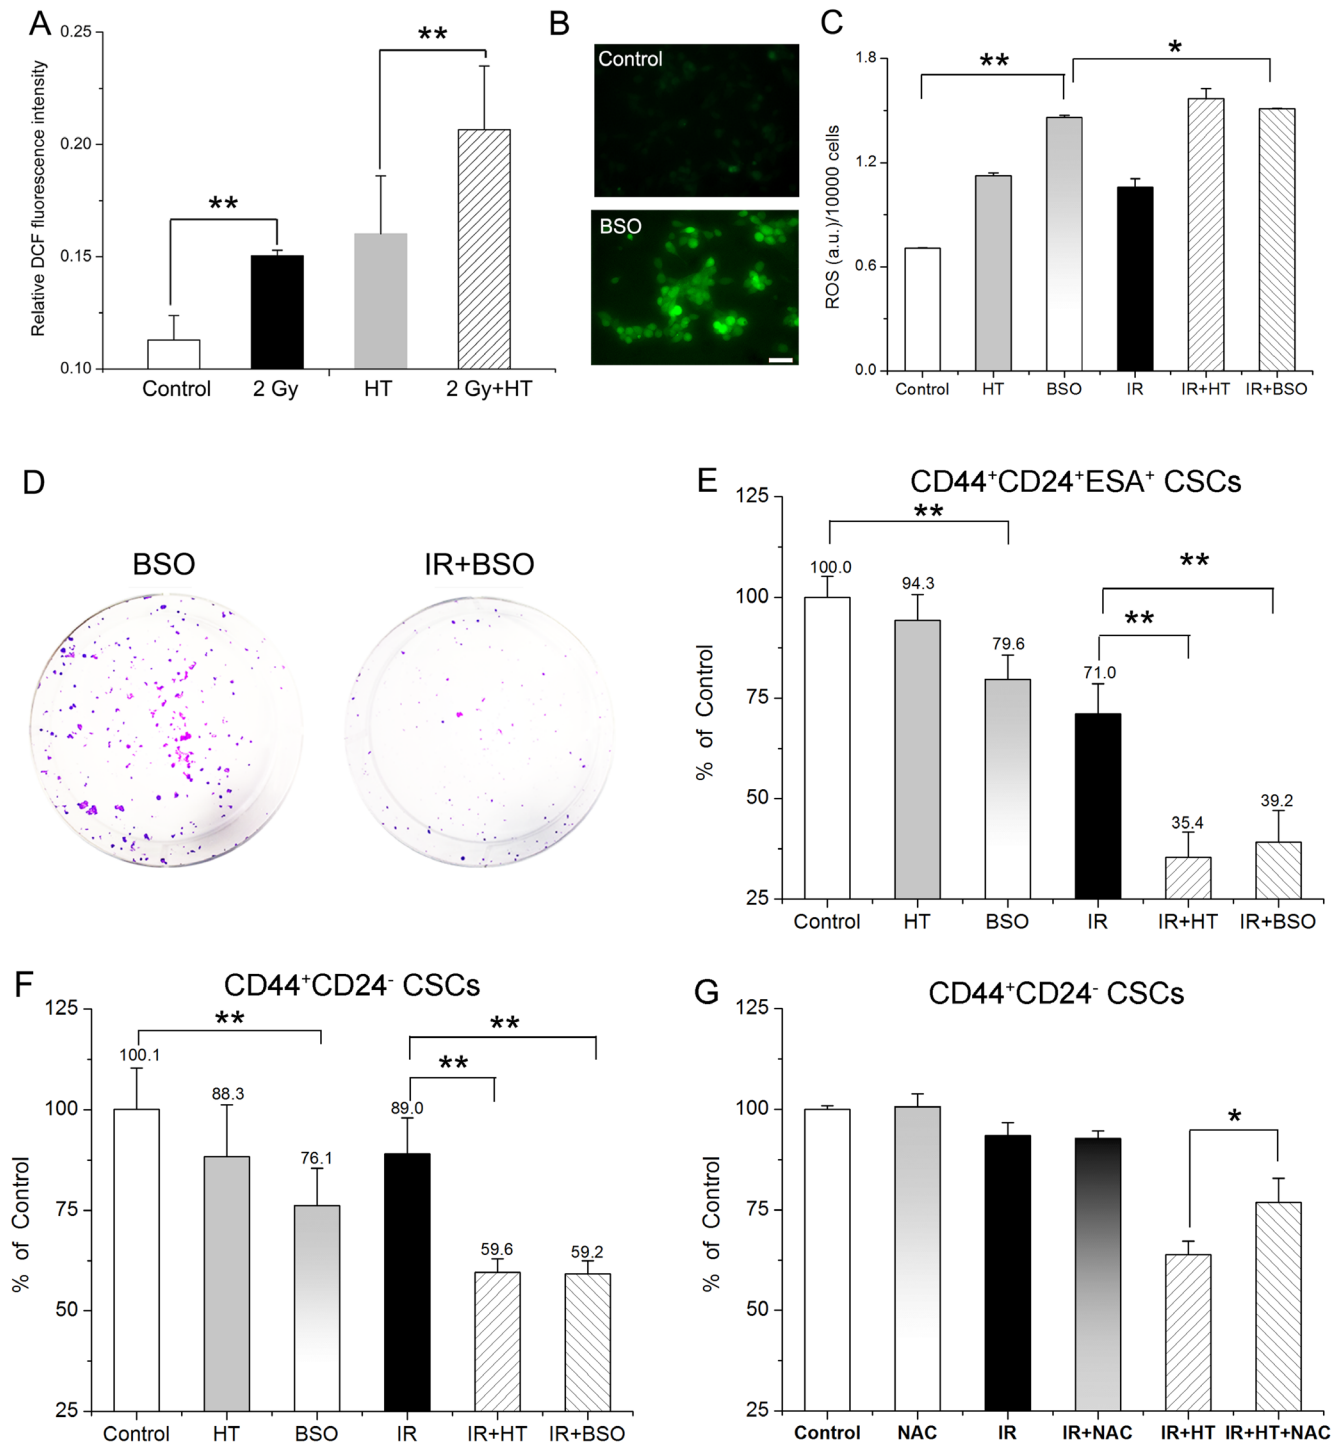 A
Relative DCF fluorescence intensity
0.25
0.20
0.15
0.10
**
**
Control
2 Gy
HT
2 Gy+HT
B
Control
BSO
C
ROS (a.u.)/10000 cells
1.8
1.2
0.6
0.0
**
*
Control
HT
BSO
IR
IR+HT
IR+BSO
D
BSO
IR+BSO
E
CD44⁺CD24⁺ESA⁺ CSCs
% of Control
125
100
75
50
25
**
**
**
100.0
94.3
79.6
71.0
35.4
39.2
Control
HT
BSO
IR
IR+HT
IR+BSO
F
CD44⁺CD24⁻ CSCs
% of Control
125
100
75
50
25
**
**
**
100.1
88.3
76.1
89.0
59.6
59.2
Control
HT
BSO
IR
IR+HT
IR+BSO
G
CD44⁺CD24⁻ CSCs
% of Control
125
100
75
50
25
*
Control
NAC
IR
IR+NAC
IR+HT
IR+HT+NAC